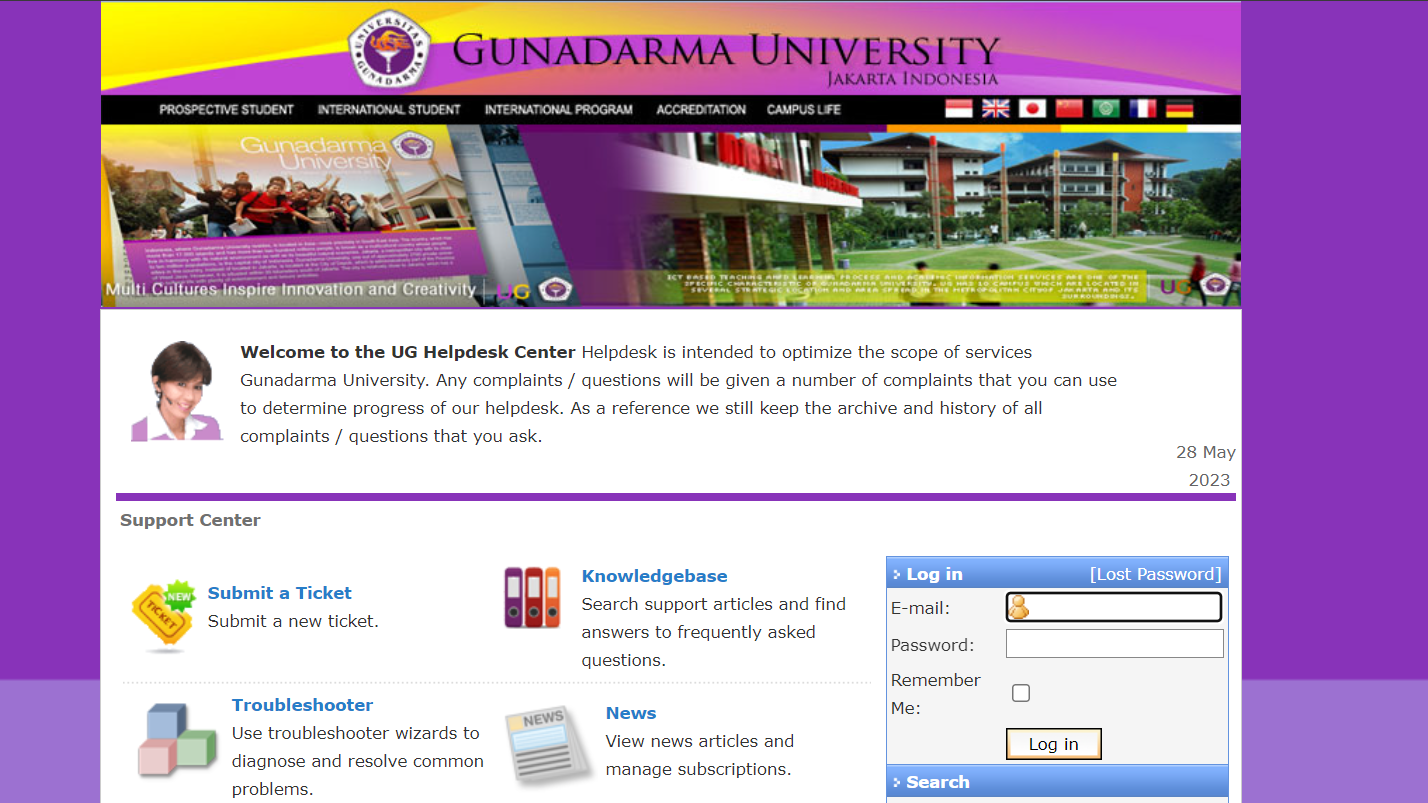 UNIVERSITAS GUNADARMA
GUNADARMA UNIVERSITY
JAKARTA INDONESIA
PROSPECTIVE STUDENT INTERNATIONAL STUDENT INTERNATIONAL PROGRAM ACCREDITATION CAMPUS LIFE
Gunadarma
University
Multi Cultures Inspire Innovation and Creativity UG
ICT BASED TEACHING AND LEARNING PROCESS AND ACADEMIC INFORMATION SERVICES ARE ONE OF THE
SPECIFIC CHARACTERISTIC OF GUNADARMA UNIVERSITY. UG HAS 10 CAMPUS WHICH ARE LOCATED IN
SEVERAL STRATEGIC LOCATION AND AREA SPREAD IN THE METROPOLITAN CITYOF JAKARTA AND ITS
SURROUNDINGS.
UG
Welcome to the UG Helpdesk Center Helpdesk is intended to optimize the scope of services
Gunadarma University. Any complaints / questions will be given a number of complaints that you can use
to determine progress of our helpdesk. As a reference we still keep the archive and history of all
complaints / questions that you ask.
28 May
2023
Support Center
NEW
TICKET
Submit a Ticket
Submit a new ticket.
Knowledgebase
Search support articles and find
answers to frequently asked
questions.
Troubleshooter
Use troubleshooter wizards to
diagnose and resolve common
problems.
NEWS
News
View news articles and
manage subscriptions.
Log in [Lost Password]
E-mail:
Password:
Remember
Me:
Log in
Search